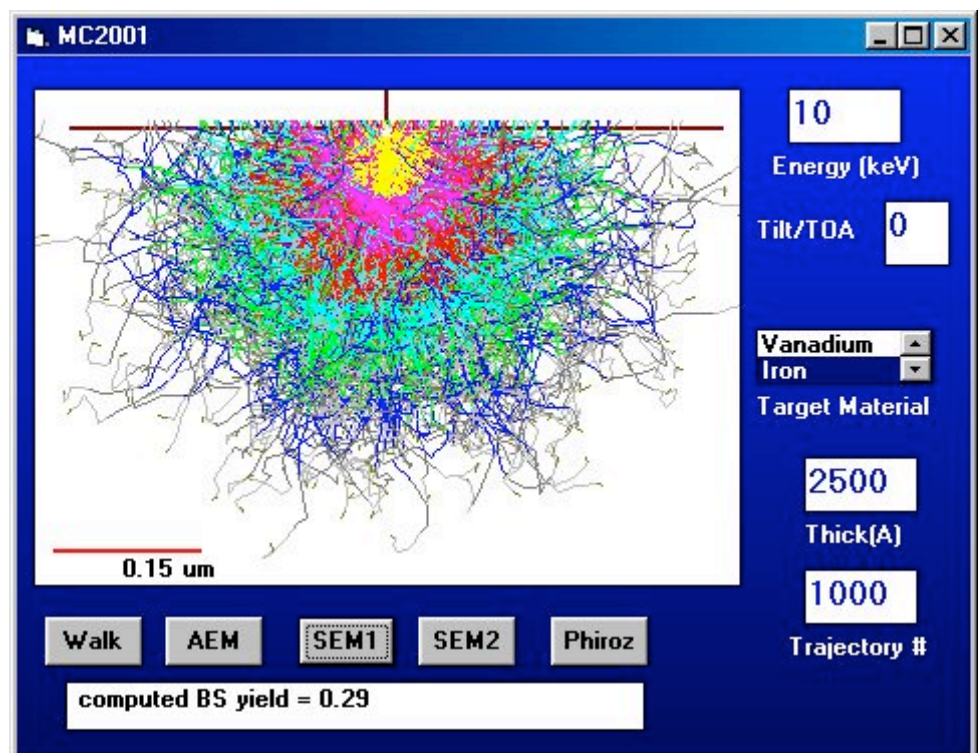 MC2001
10
Energy (keV)
Tilt/TOA 0
Vanadium
Iron
Target Material
2500
Thick(A)
1000
Trajectory #
0.15 um
Walk AEM SEM1 SEM2 Phiroz
computed BS yield = 0.29